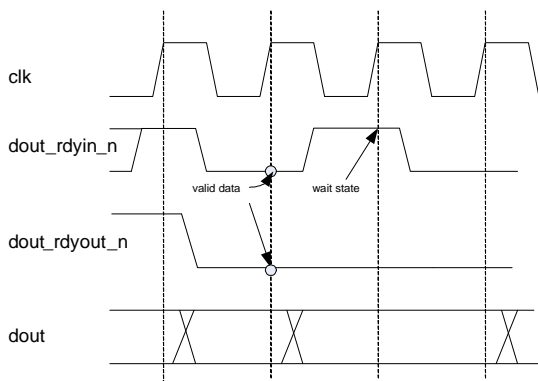 clk
dout_rdyin_n
valid data
wait state
dout_rdyout_n
dout